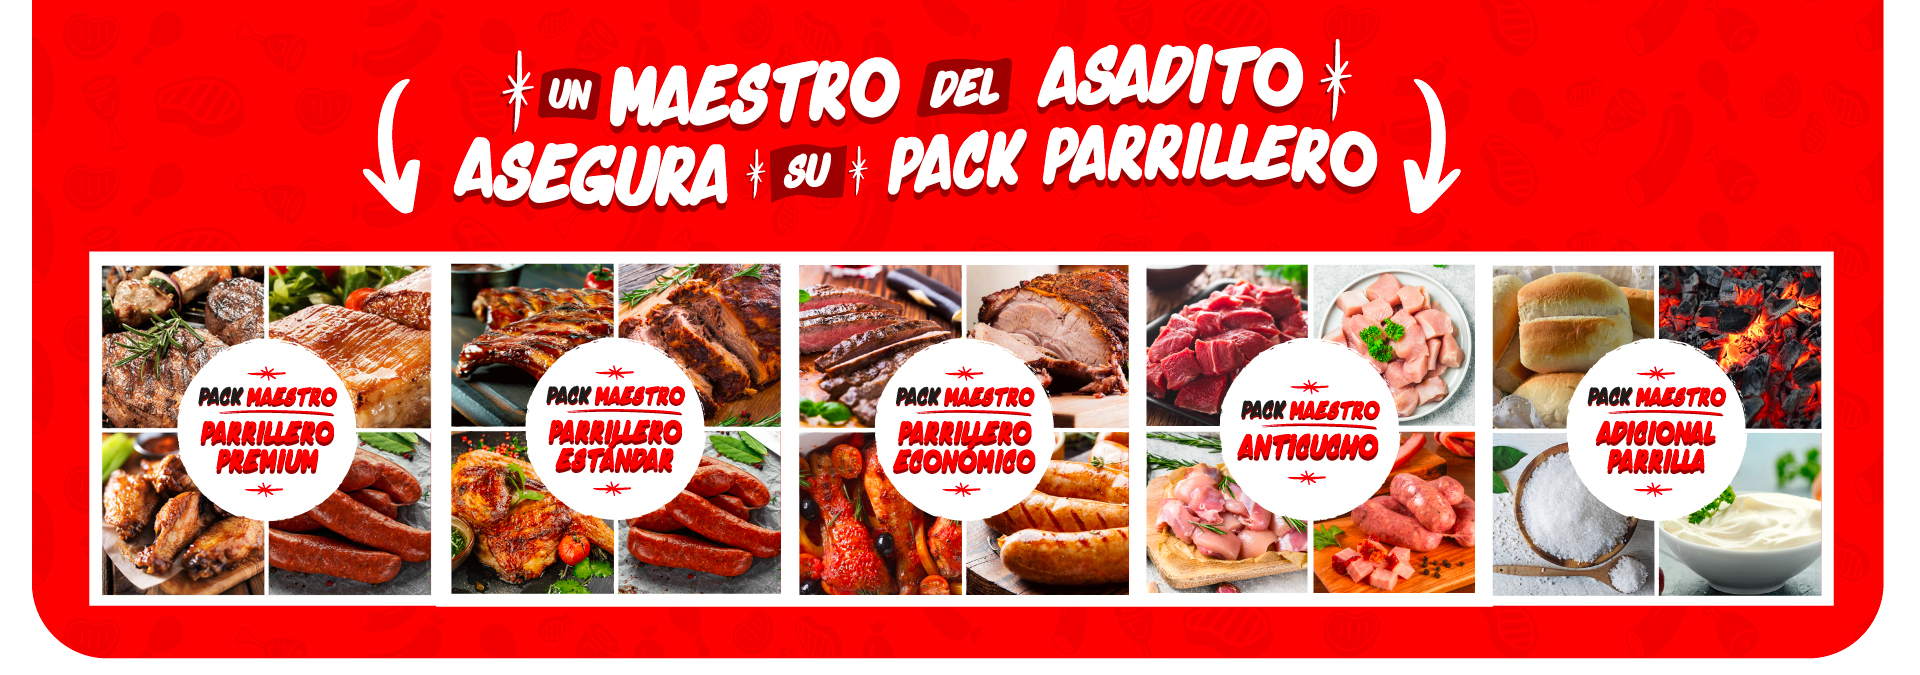 UN MAESTRO DEL ASADITO
ASEGURA SU PACK PARRILLERO
PACK MAESTRO
PARRILLERO
PREMIUM
PACK MAESTRO
PARRILLERO
ESTÁNDAR
PACK MAESTRO
PARRILLERO
ECONÓMICO
PACK MAESTRO
ANTICUCHO
PACK MAESTRO
ADICIONAL
PARRILLA